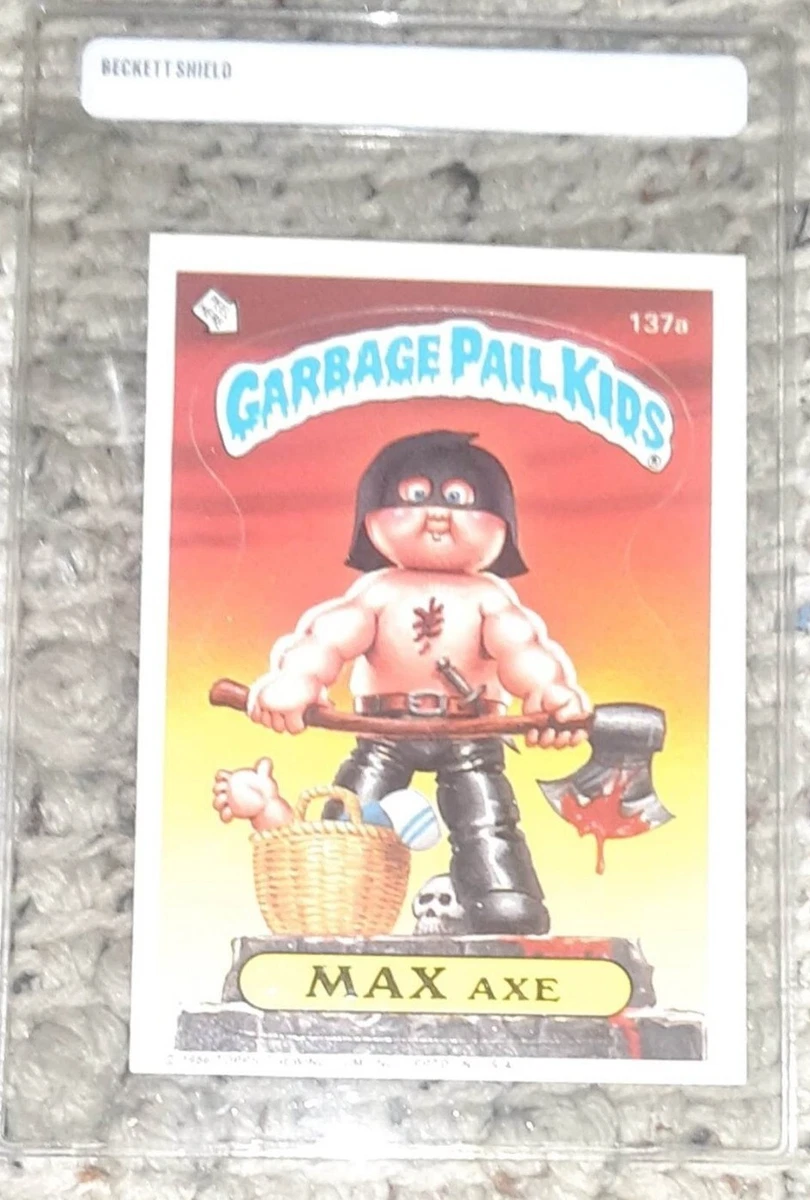 BECKETT SHIELD
137a
GARBAGE PAIL KIDS
®
MAX AXE